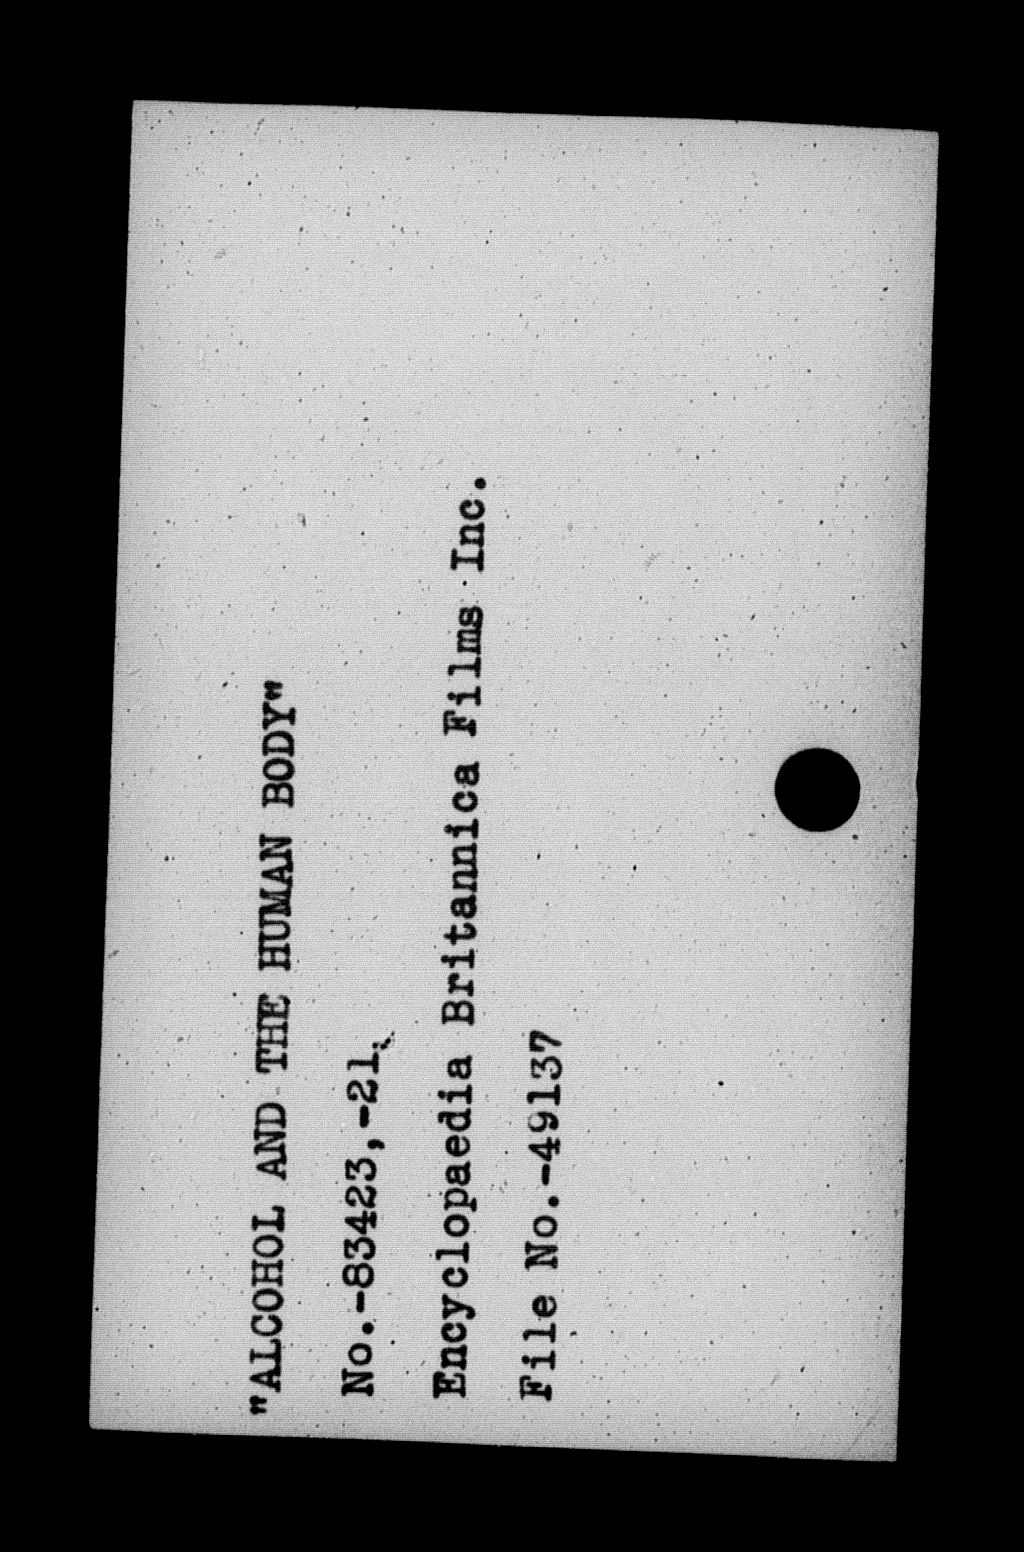 "ALCOHOL AND THE HUMAN BODY"
No.-83423,-21.
Encyclopaedia Britannica Films Inc.
File No.-49137